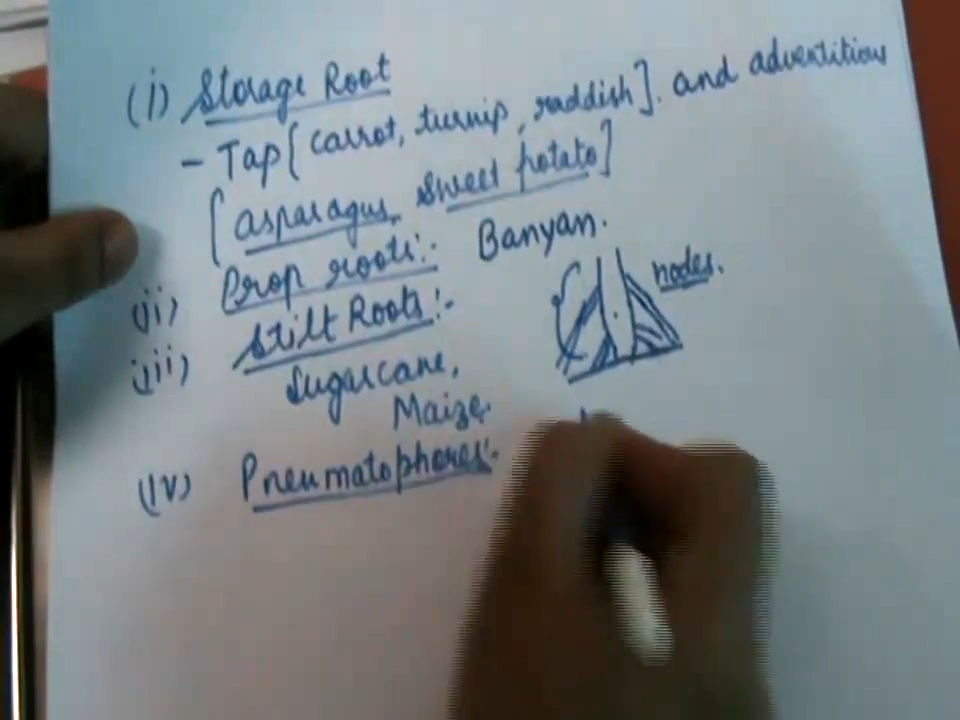 (i) Storage Root
- Tap [carrot, turnip, raddish]. and adventitious
[asparagus, sweet potato]
(ii) Prop roots:- Banyan.
(iii) Stilt Roots:-
nodes.
Sugarcane,
Maize.
(iv) Pneumatophores:-